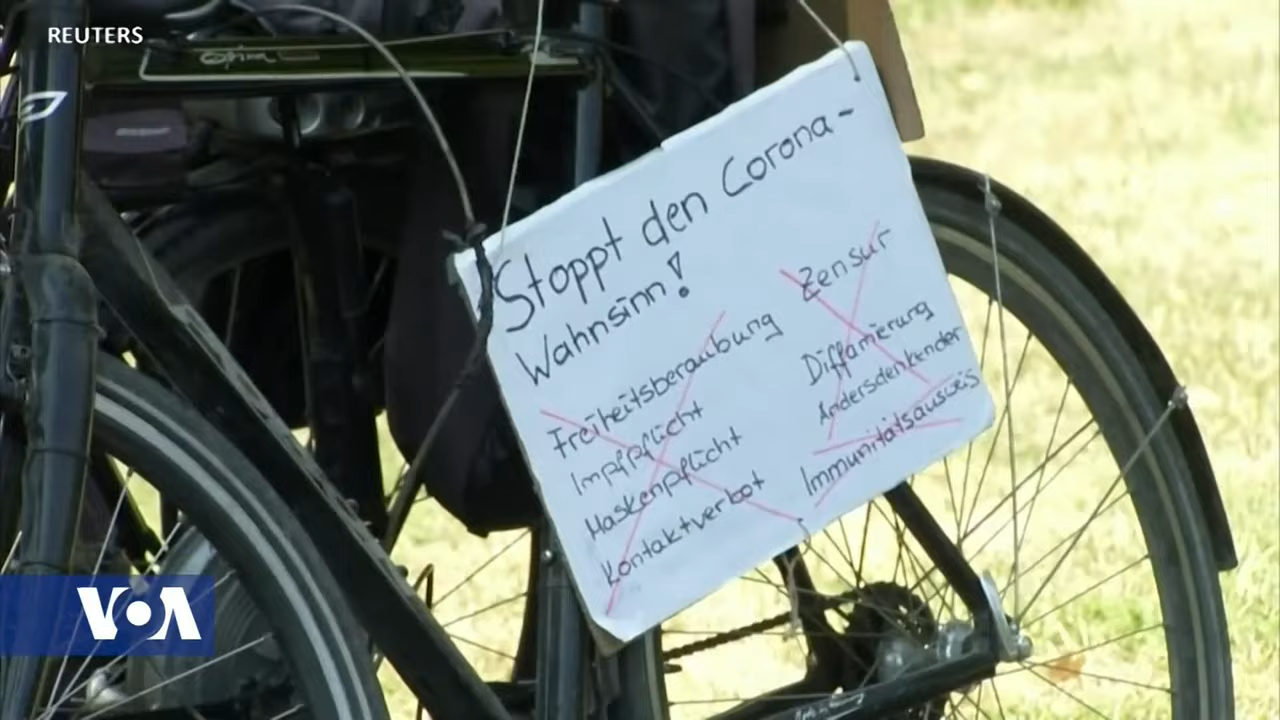 REUTERS
Stoppt den Corona-
Wahnsinn!
Freiheitsberaubung
Impfpflicht
Maskenpflicht
Kontaktverbot
Zensur
Diffamierung
Andersdenkender
Immunitätsausweis
VOA